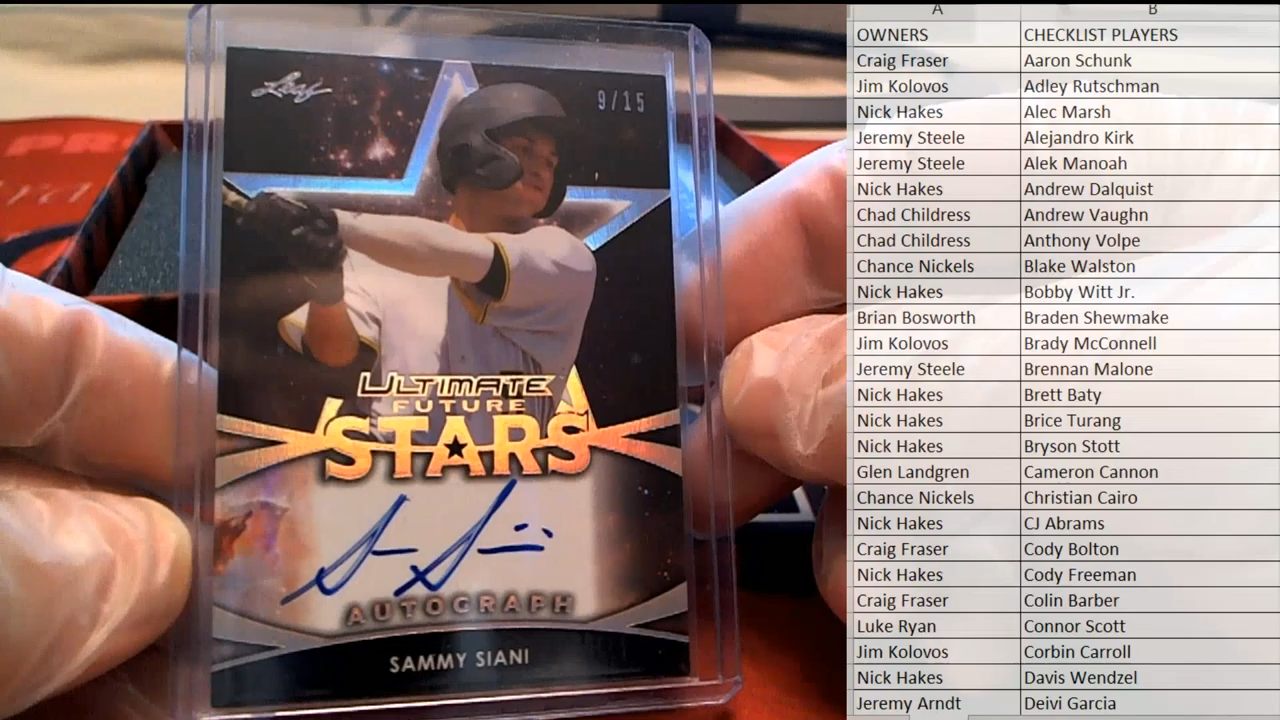 Leaf
9/15
ULTIMATE
FUTURE
STARS
AUTOGRAPH
SAMMY SIANI
PR
A B
OWNERS CHECKLIST PLAYERS
Craig Fraser Aaron Schunk
Jim Kolovos Adley Rutschman
Nick Hakes Alec Marsh
Jeremy Steele Alejandro Kirk
Jeremy Steele Alek Manoah
Nick Hakes Andrew Dalquist
Chad Childress Andrew Vaughn
Chad Childress Anthony Volpe
Chance Nickels Blake Walston
Nick Hakes Bobby Witt Jr.
Brian Bosworth Braden Shewmake
Jim Kolovos Brady McConnell
Jeremy Steele Brennan Malone
Nick Hakes Brett Baty
Nick Hakes Brice Turang
Nick Hakes Bryson Stott
Glen Landgren Cameron Cannon
Chance Nickels Christian Cairo
Nick Hakes CJ Abrams
Craig Fraser Cody Bolton
Nick Hakes Cody Freeman
Craig Fraser Colin Barber
Luke Ryan Connor Scott
Jim Kolovos Corbin Carroll
Nick Hakes Davis Wendzel
Jeremy Arndt Deivi Garcia